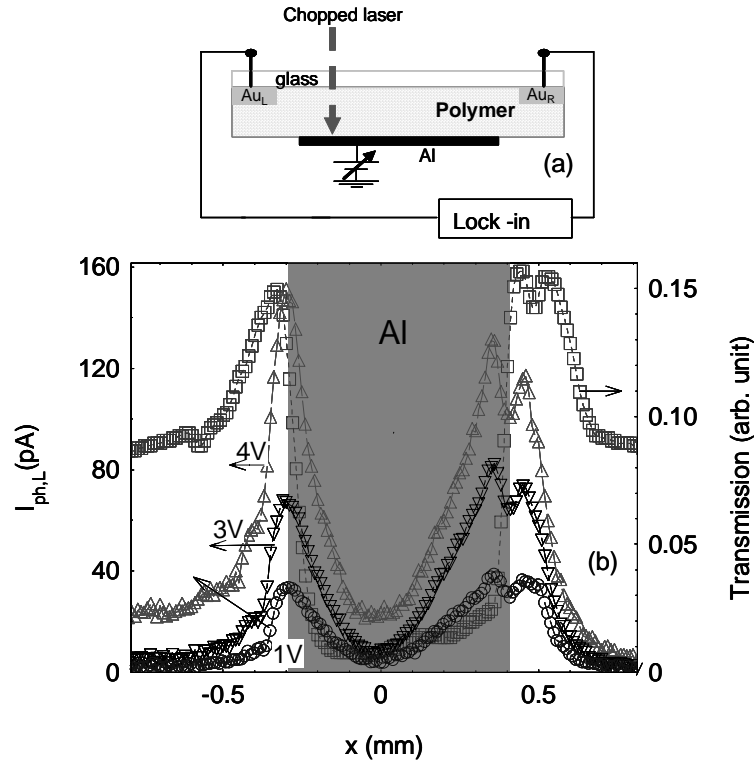 Chopped laser
glass
Au_L
Au_R
Polymer
Al
(a)
Lock -in
160
120
80
40
0
I_ph,L(pA)
Al
4V
3V
1V
(b)
0.15
0.10
0.05
0
Transmission (arb. unit)
-0.5
0
0.5
x (mm)